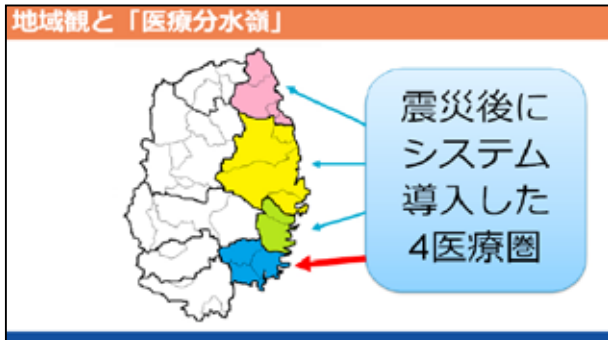 地域観と「医療分水嶺」
震災後に
システム
導入した
4医療圏